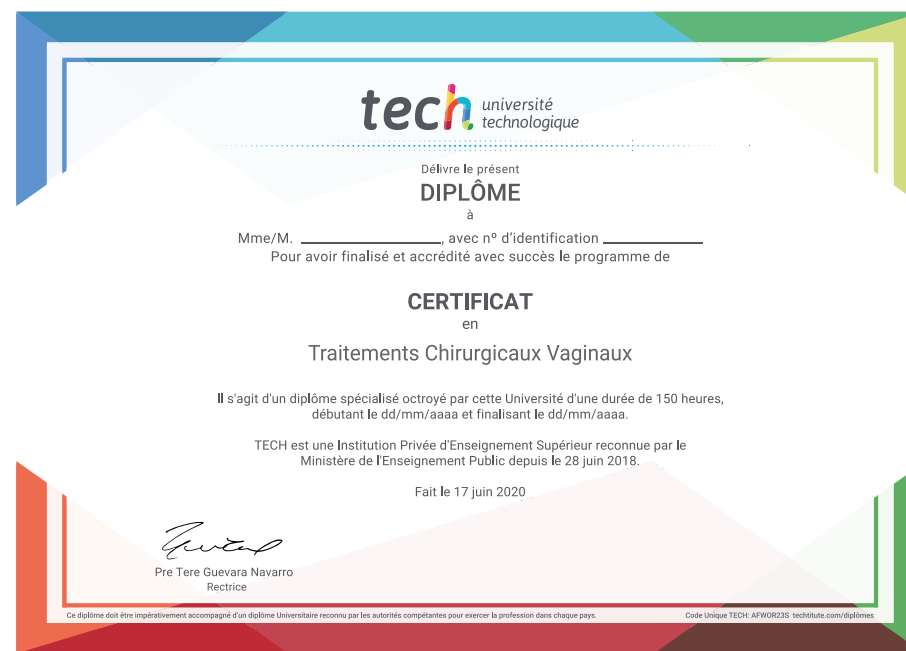 tech université
technologique
Délivre le présent
DIPLÔME
à
Mme/M. ____________________, avec nº d'identification ______________
Pour avoir finalisé et accrédité avec succès le programme de
CERTIFICAT
en
Traitements Chirurgicaux Vaginaux
Il s'agit d'un diplôme spécialisé octroyé par cette Université d'une durée de 150 heures,
débutant le dd/mm/aaaa et finalisant le dd/mm/aaaa.
TECH est une Institution Privée d'Enseignement Supérieur reconnue par le
Ministère de l'Enseignement Public depuis le 28 juin 2018.
Fait le 17 juin 2020
Pre Tere Guevara Navarro
Rectrice
Ce diplôme doit être impérativement accompagné d'un diplôme Universitaire reconnu par les autorités compétantes pour exercer la profession dans chaque pays. Code Unique TECH: AFWOR23S techtitute.com/diplômes